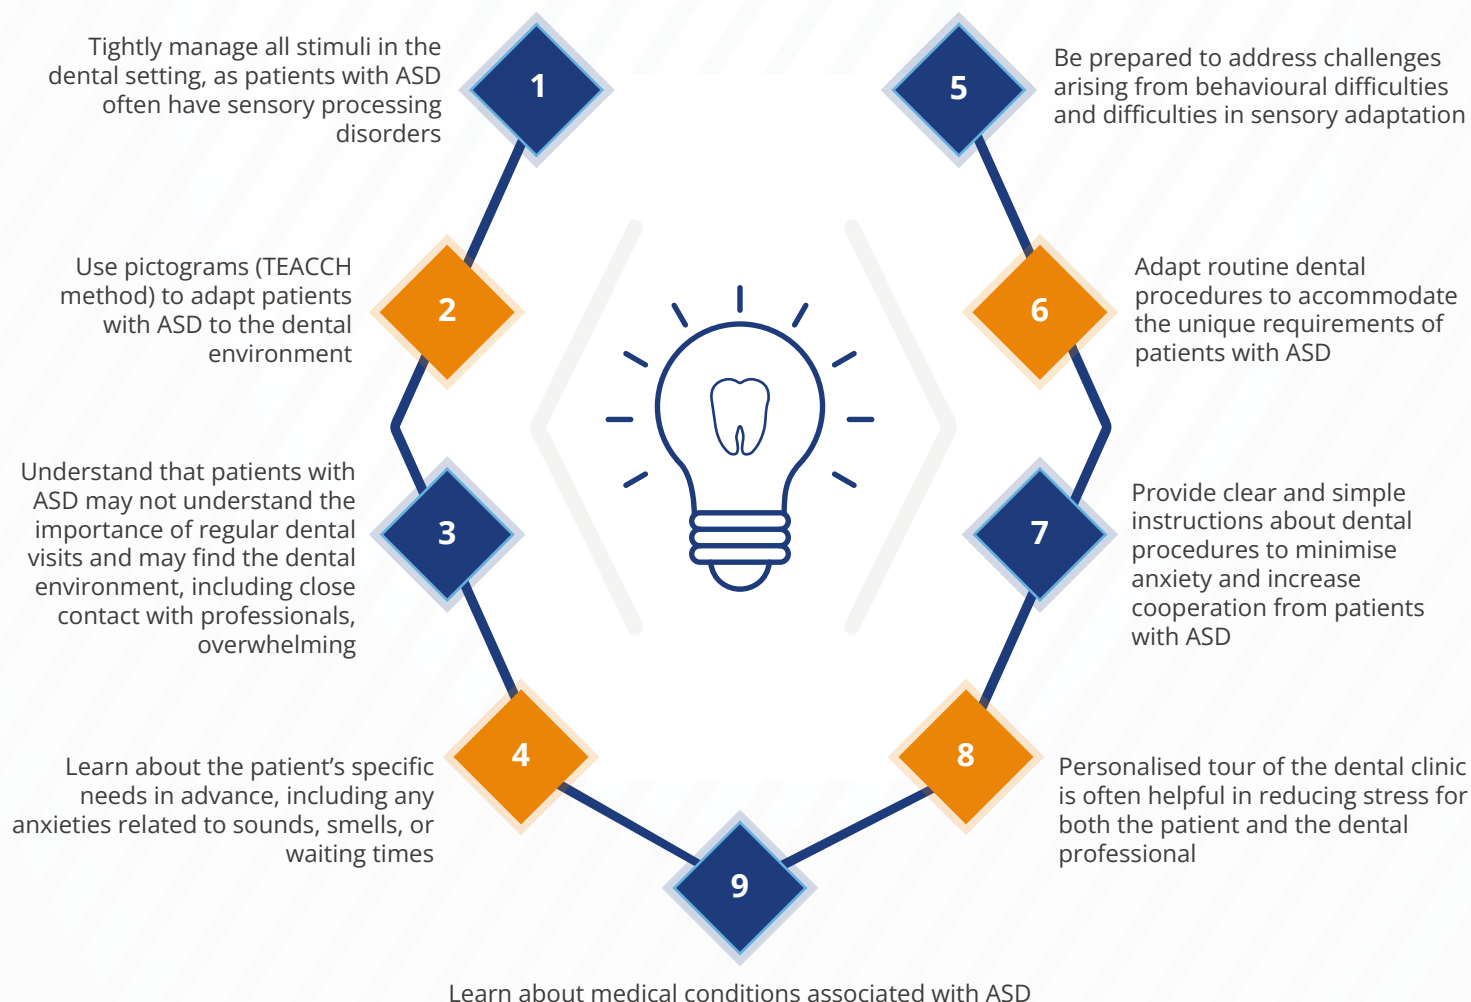 1
Tightly manage all stimuli in the
dental setting, as patients with ASD
often have sensory processing
disorders
2
Use pictograms (TEACCH
method) to adapt patients
with ASD to the dental
environment
3
Understand that patients with
ASD may not understand the
importance of regular dental
visits and may find the dental
environment, including close
contact with professionals,
overwhelming
4
Learn about the patient’s specific
needs in advance, including any
anxieties related to sounds, smells, or
waiting times
5
Be prepared to address challenges
arising from behavioural difficulties
and difficulties in sensory adaptation
6
Adapt routine dental
procedures to accommodate
the unique requirements of
patients with ASD
7
Provide clear and simple
instructions about dental
procedures to minimise
anxiety and increase
cooperation from patients
with ASD
8
Personalised tour of the dental clinic
is often helpful in reducing stress for
both the patient and the dental
professional
9
Learn about medical conditions associated with ASD